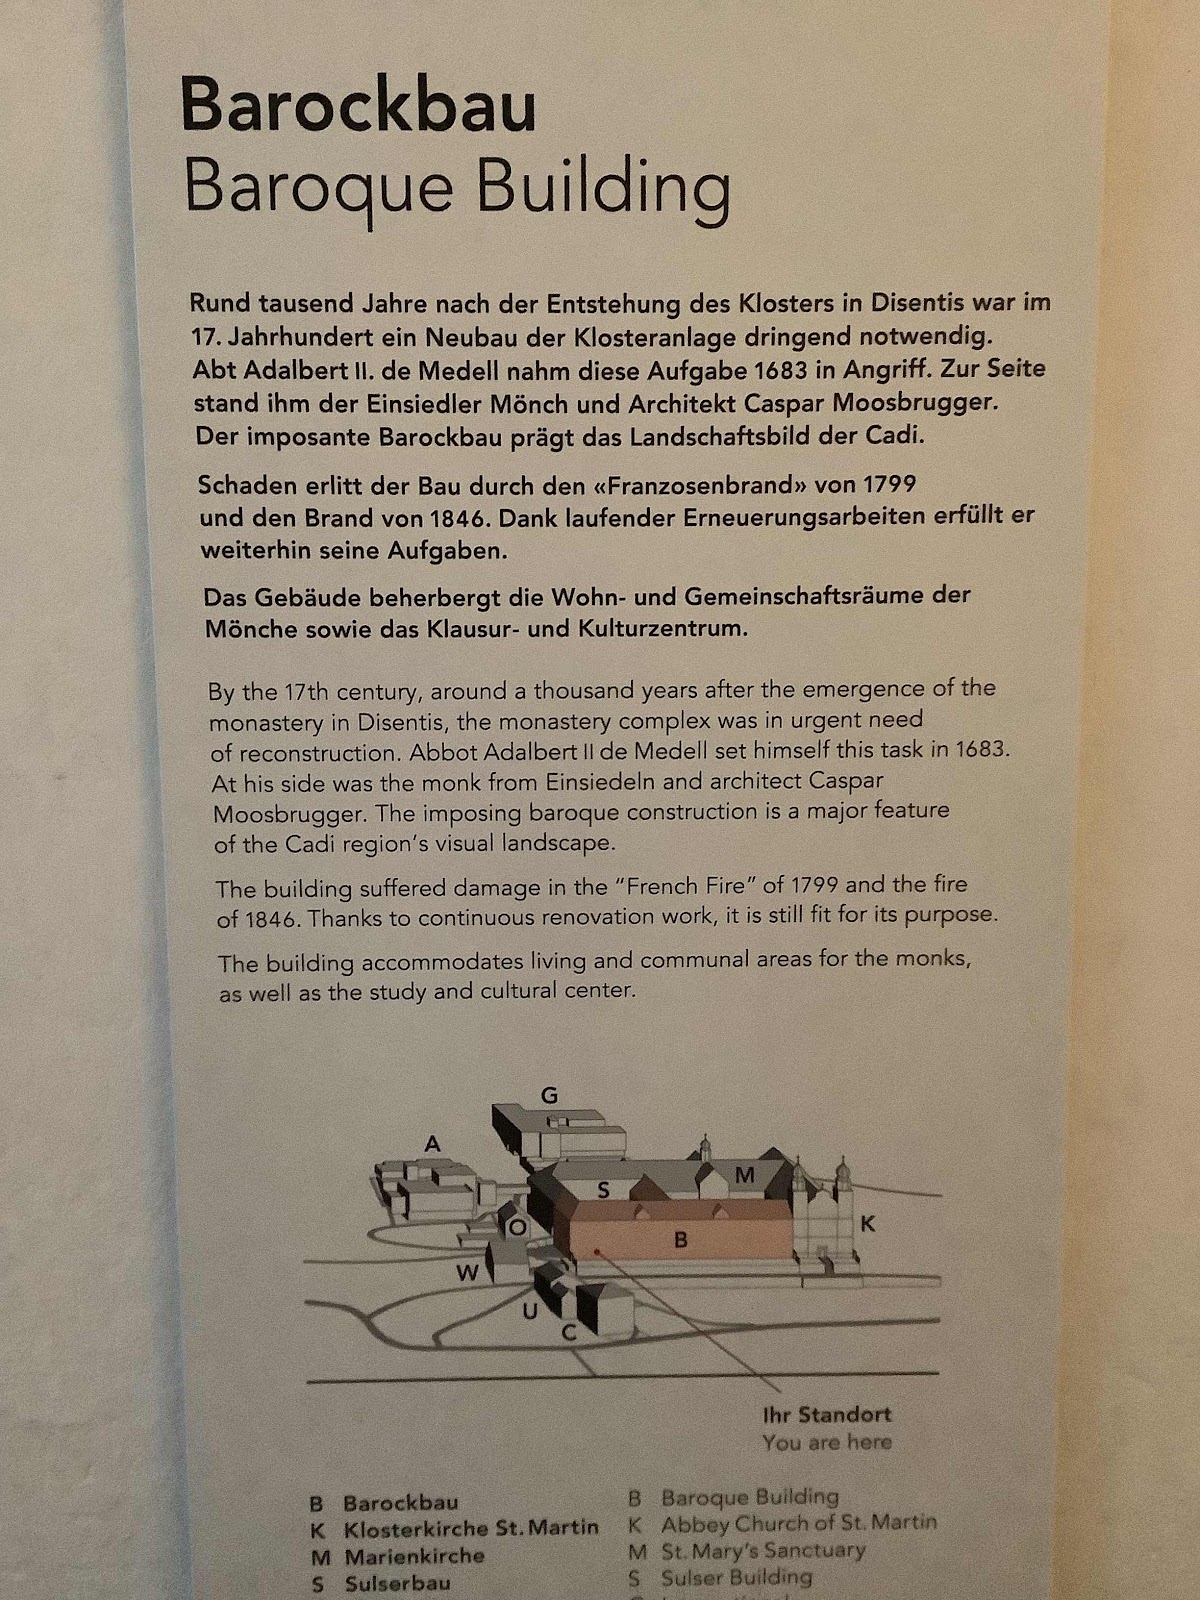 Barockbau
Baroque Building
Rund tausend Jahre nach der Entstehung des Klosters in Disentis war im
17. Jahrhundert ein Neubau der Klosteranlage dringend notwendig.
Abt Adalbert II. de Medell nahm diese Aufgabe 1683 in Angriff. Zur Seite
stand ihm der Einsiedler Mönch und Architekt Caspar Moosbrugger.
Der imposante Barockbau prägt das Landschaftsbild der Cadi.
Schaden erlitt der Bau durch den «Franzosenbrand» von 1799
und den Brand von 1846. Dank laufender Erneuerungsarbeiten erfüllt er
weiterhin seine Aufgaben.
Das Gebäude beherbergt die Wohn- und Gemeinschaftsräume der
Mönche sowie das Klausur- und Kulturzentrum.
By the 17th century, around a thousand years after the emergence of the
monastery in Disentis, the monastery complex was in urgent need
of reconstruction. Abbot Adalbert II de Medell set himself this task in 1683.
At his side was the monk from Einsiedeln and architect Caspar
Moosbrugger. The imposing baroque construction is a major feature
of the Cadi region's visual landscape.
The building suffered damage in the "French Fire" of 1799 and the fire
of 1846. Thanks to continuous renovation work, it is still fit for its purpose.
The building accommodates living and communal areas for the monks,
as well as the study and cultural center.
G
A
M
S
O
K
B
W
U
C
Ihr Standort
You are here
B Barockbau
K Klosterkirche St. Martin
M Marienkirche
S Sulserbau
B Baroque Building
K Abbey Church of St. Martin
M St. Mary's Sanctuary
S Sulser Building